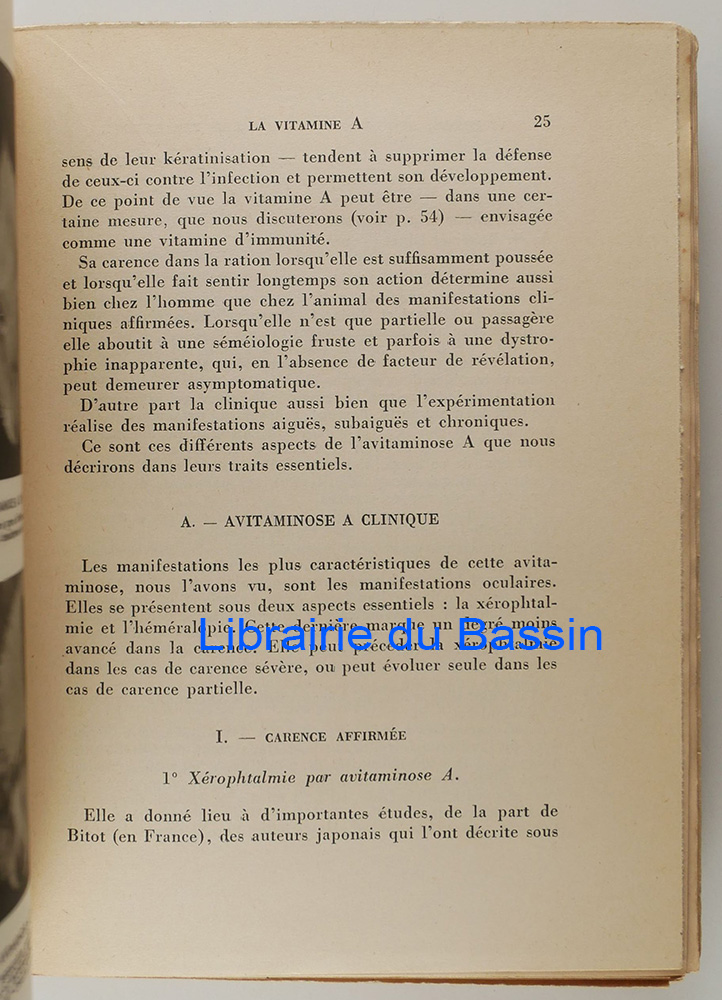 LA VITAMINE A 25
sens de leur kératinisation — tendent à supprimer la défense
de ceux-ci contre l'infection et permettent son développement.
De ce point de vue la vitamine A peut être — dans une cer-
taine mesure, que nous discuterons (voir p. 54) — envisagée
comme une vitamine d'immunité.
Sa carence dans la ration lorsqu'elle est suffisamment poussée
et lorsqu'elle fait sentir longtemps son action détermine aussi
bien chez l'homme que chez l'animal des manifestations cli-
niques affirmées. Lorsqu'elle n'est que partielle ou passagère
elle aboutit à une séméiologie fruste et parfois à une dystro-
phie inapparente, qui, en l'absence de facteur de révélation,
peut demeurer asymptomatique.
D'autre part la clinique aussi bien que l'expérimentation
réalise des manifestations aiguës, subaiguës et chroniques.
Ce sont ces différents aspects de l'avitaminose A que nous
décrirons dans leurs traits essentiels.
A. — AVITAMINOSE A CLINIQUE
Les manifestations les plus caractéristiques de cette avita-
minose, nous l'avons vu, sont les manifestations oculaires.
Elles se présentent sous deux aspects essentiels : la xérophtal-
mie et l'héméralopie. Cette dernière marque un degré moins
Librairie du Bassin
avancé dans la carence. Elle peut précéder la xérophtalmie
dans les cas de carence sévère, ou peut évoluer seule dans les
cas de carence partielle.
I. — CARENCE AFFIRMÉE
1° Xérophtalmie par avitaminose A.
Elle a donné lieu à d'importantes études, de la part de
Bitot (en France), des auteurs japonais qui l'ont décrite sous